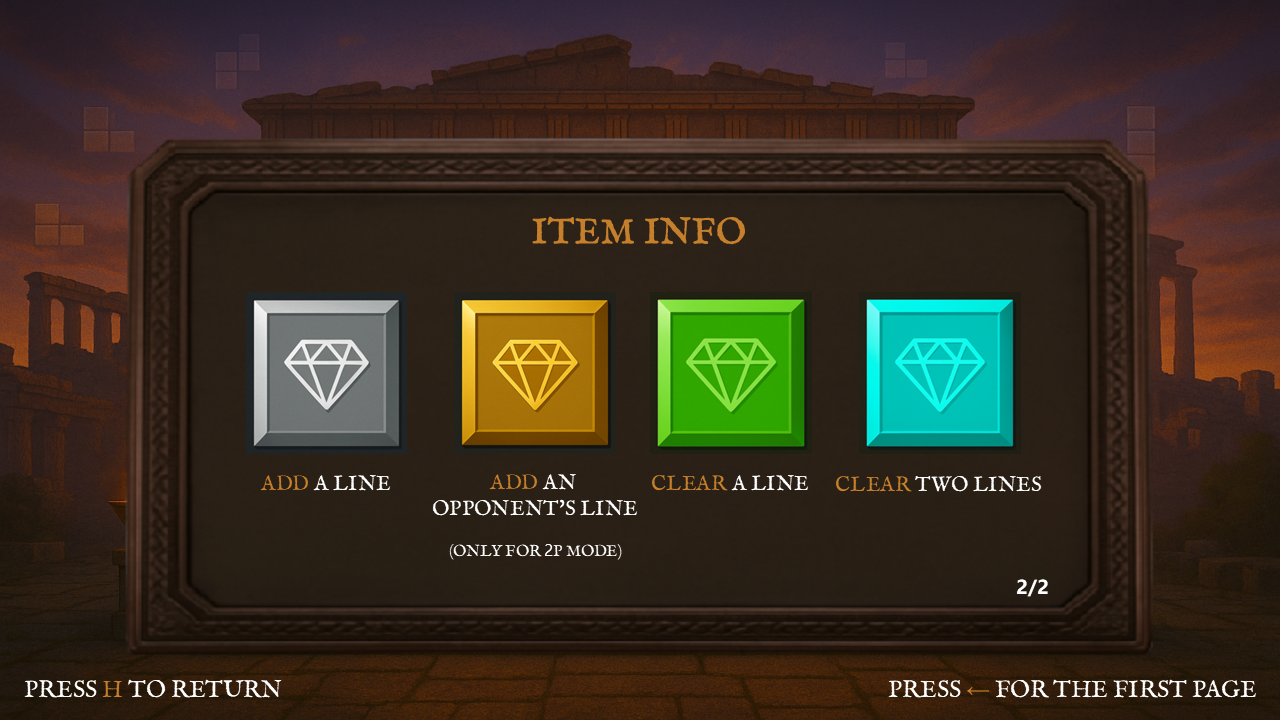 ITEM INFO
ADD A LINE
ADD AN
OPPONENT'S LINE
(ONLY FOR 2P MODE)
CLEAR A LINE
CLEAR TWO LINES
2/2
PRESS H TO RETURN
PRESS ← FOR THE FIRST PAGE